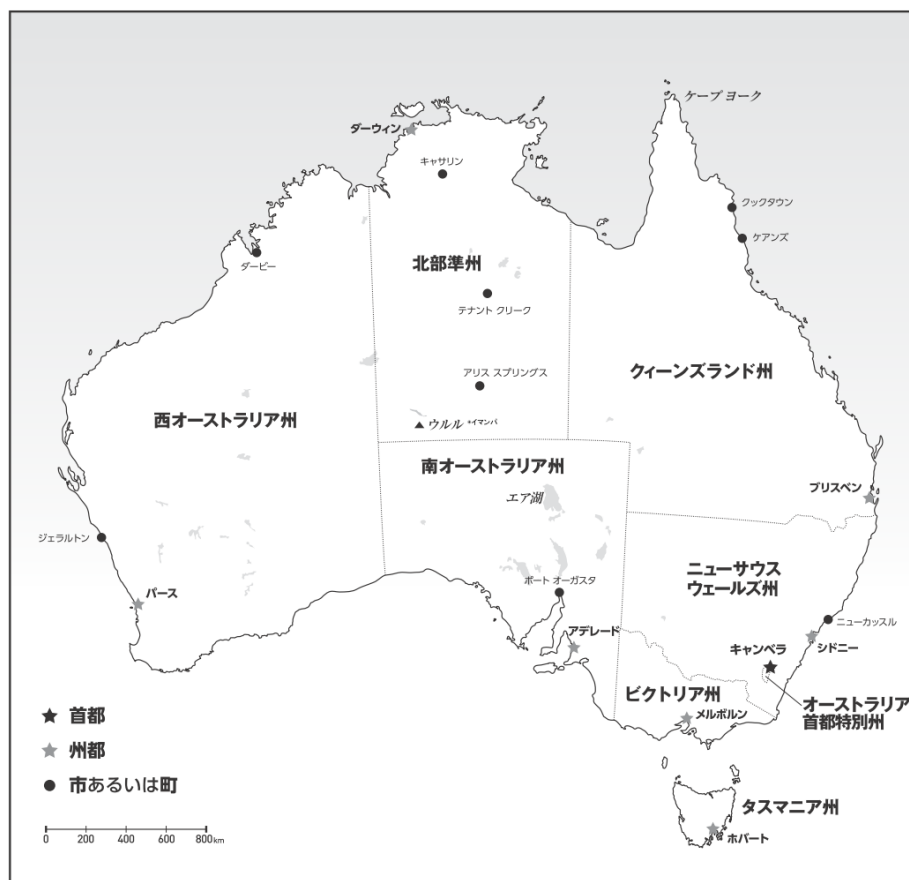 ケープ ヨーク
ダーウィン
キャサリン
クックタウン
ケアンズ
ダービー
北部準州
テナント クリーク
アリス スプリングス
クィーンズランド州
西オーストラリア州
ウルル
イマンパ
南オーストラリア州
エア湖
ブリスベン
ジェラルトン
ニューサウス
ウェールズ州
ポート オーガスタ
パース
ニューカッスル
アデレード
シドニー
キャンベラ
オーストラリア
首都特別州
ビクトリア州
メルボルン
首都
州都
市あるいは町
タスマニア州
ホバート
0 200 400 600 800km